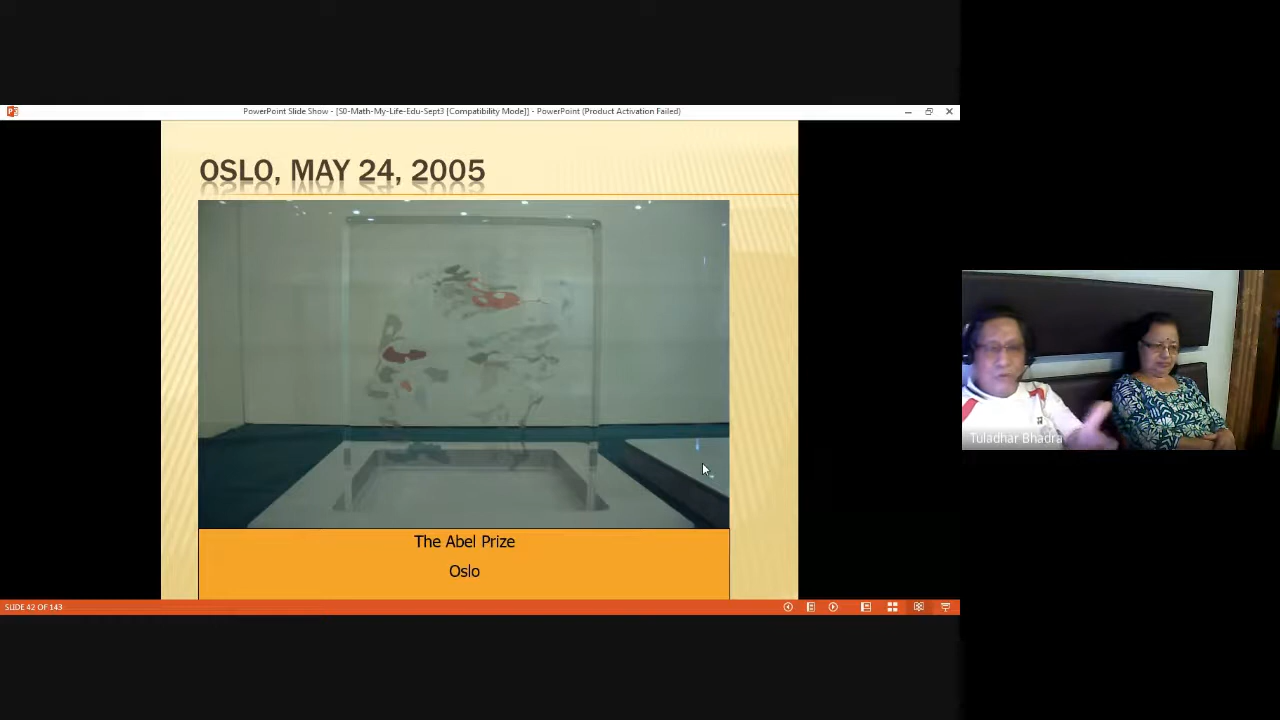 PowerPoint Slide Show - [S0-Math-My-Life-Edu-Sept3 [Compatibility Mode]] - PowerPoint (Product Activation Failed)
OSLO, MAY 24, 2005
The Abel Prize
Oslo
Tuladhar Bhadra
SLIDE 42 OF 143